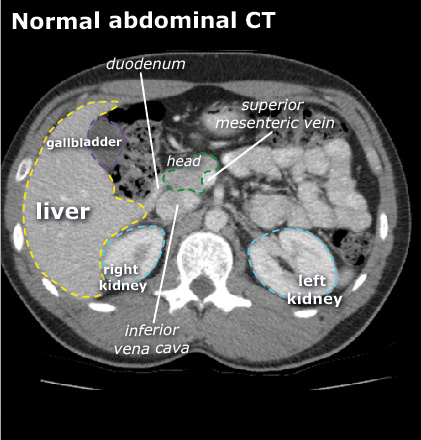 Normal abdominal CT
duodenum
superior
mesenteric vein
gallbladder
head
liver
right
kidney
left
kidney
inferior
vena cava